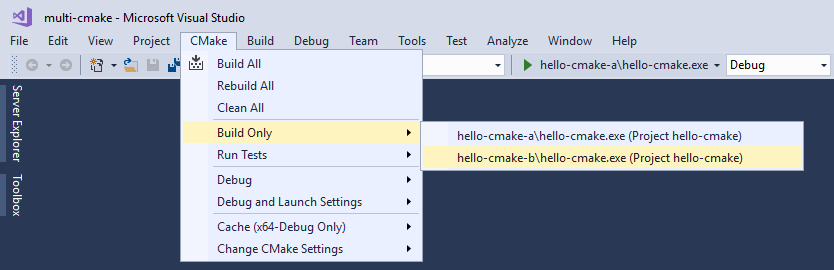 multi-cmake - Microsoft Visual Studio
File Edit View Project CMake Build Debug Team Tools Test Analyze Window Help
hello-cmake-a\hello-cmake.exe Debug
Server Explorer
Toolbox
Build All
Rebuild All
Clean All
Build Only
hello-cmake-a\hello-cmake.exe (Project hello-cmake)
Run Tests
hello-cmake-b\hello-cmake.exe (Project hello-cmake)
Debug
Debug and Launch Settings
Cache (x64-Debug Only)
Change CMake Settings